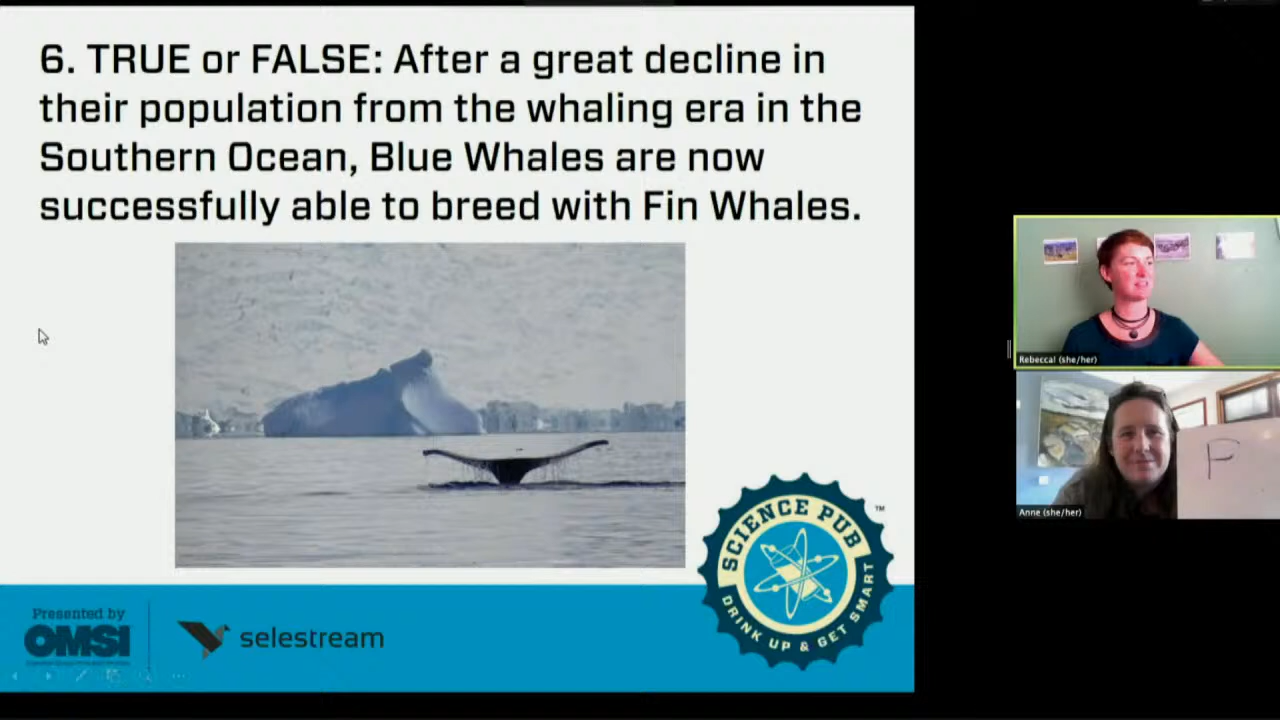 6. TRUE or FALSE: After a great decline in
their population from the whaling era in the
Southern Ocean, Blue Whales are now
successfully able to breed with Fin Whales.
Rebecca! (she/her)
F
Anne (she/her)
SCIENCE PUB
TM
DRINK UP & GET SMART
Presented by
OMSI
selestream